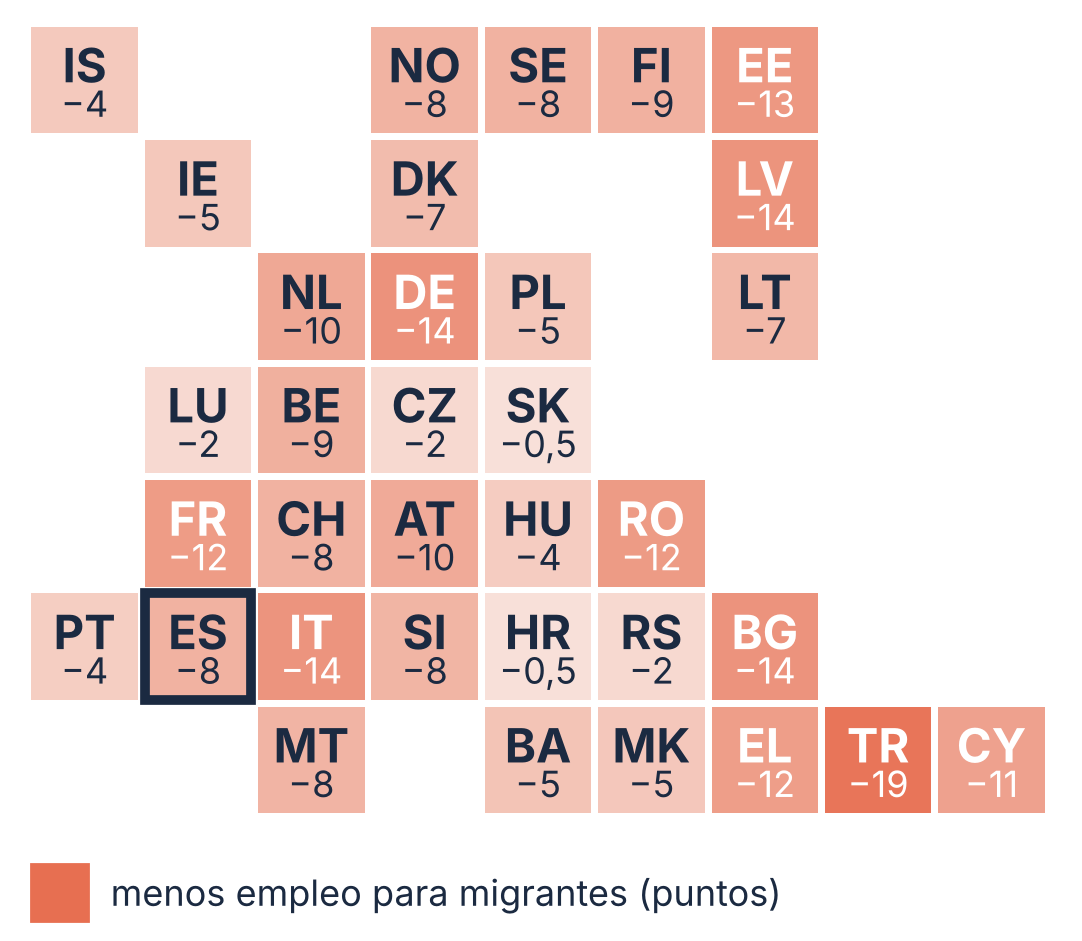 IS
−4
NO
−8
SE
−8
FI
−9
EE
−13
IE
−5
DK
−7
LV
−14
NL
−10
DE
−14
PL
−5
LT
−7
LU
−2
BE
−9
CZ
−2
SK
−0,5
FR
−12
CH
−8
AT
−10
HU
−4
RO
−12
PT
−4
ES
−8
IT
−14
SI
−8
HR
−0,5
RS
−2
BG
−14
MT
−8
BA
−5
MK
−5
EL
−12
TR
−19
CY
−11
menos empleo para migrantes (puntos)